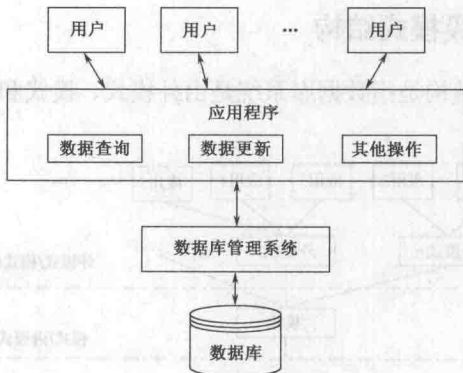 用户 用户 … 用户
应用程序
数据查询 数据更新 其他操作
数据库管理系统
数据库